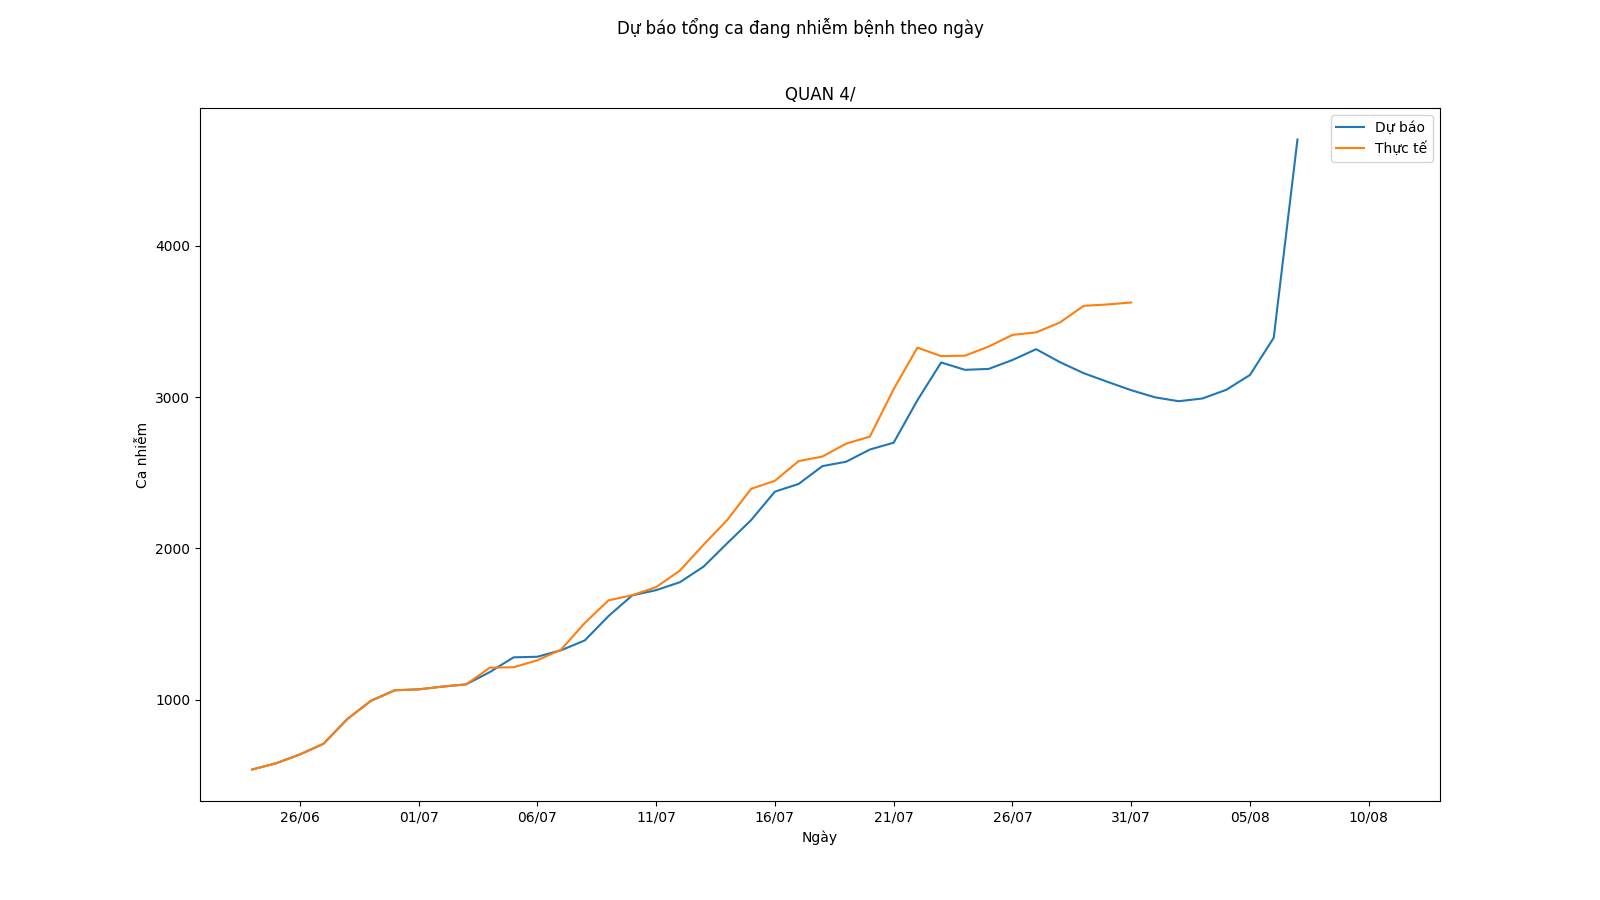 Dự báo tổng ca đang nhiễm bệnh theo ngày
QUAN 4/
Dự báo
Thực tế
4000
3000
2000
1000
Ca nhiễm
26/06 01/07 06/07 11/07 16/07 21/07 26/07 31/07 05/08 10/08
Ngày